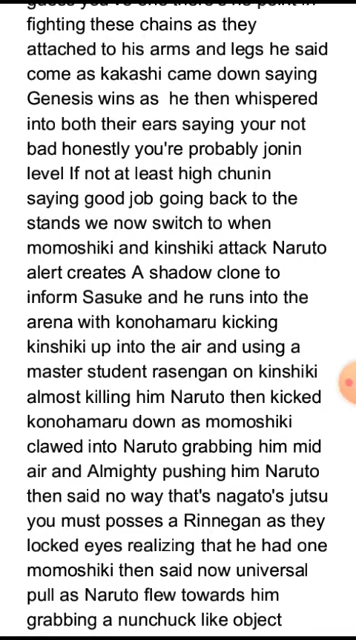 fighting these chains as they
attached to his arms and legs he said
come as kakashi came down saying
Genesis wins as he then whispered
into both their ears saying your not
bad honestly you're probably jonin
level If not at least high chunin
saying good job going back to the
stands we now switch to when
momoshiki and kinshiki attack Naruto
alert creates A shadow clone to
inform Sasuke and he runs into the
arena with konohamaru kicking
kinshiki up into the air and using a
master student rasengan on kinshiki
almost killing him Naruto then kicked
konohamaru down as momoshiki
clawed into Naruto grabbing him mid
air and Almighty pushing him Naruto
then said no way that's nagato's jutsu
you must posses a Rinnegan as they
locked eyes realizing that he had one
momoshiki then said now universal
pull as Naruto flew towards him
grabbing a nunchuck like object